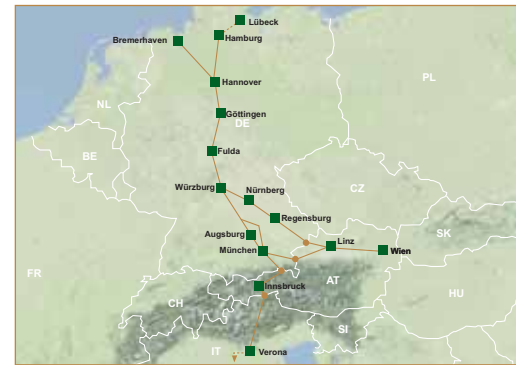 Lübeck
Bremerhaven
Hamburg
Hannover
PL
NL
Göttingen
DE
BE
Fulda
Würzburg
Nürnberg
CZ
Regensburg
Augsburg
Linz
SK
München
Wien
FR
Innsbruck
AT
HU
CH
SI
IT
Verona